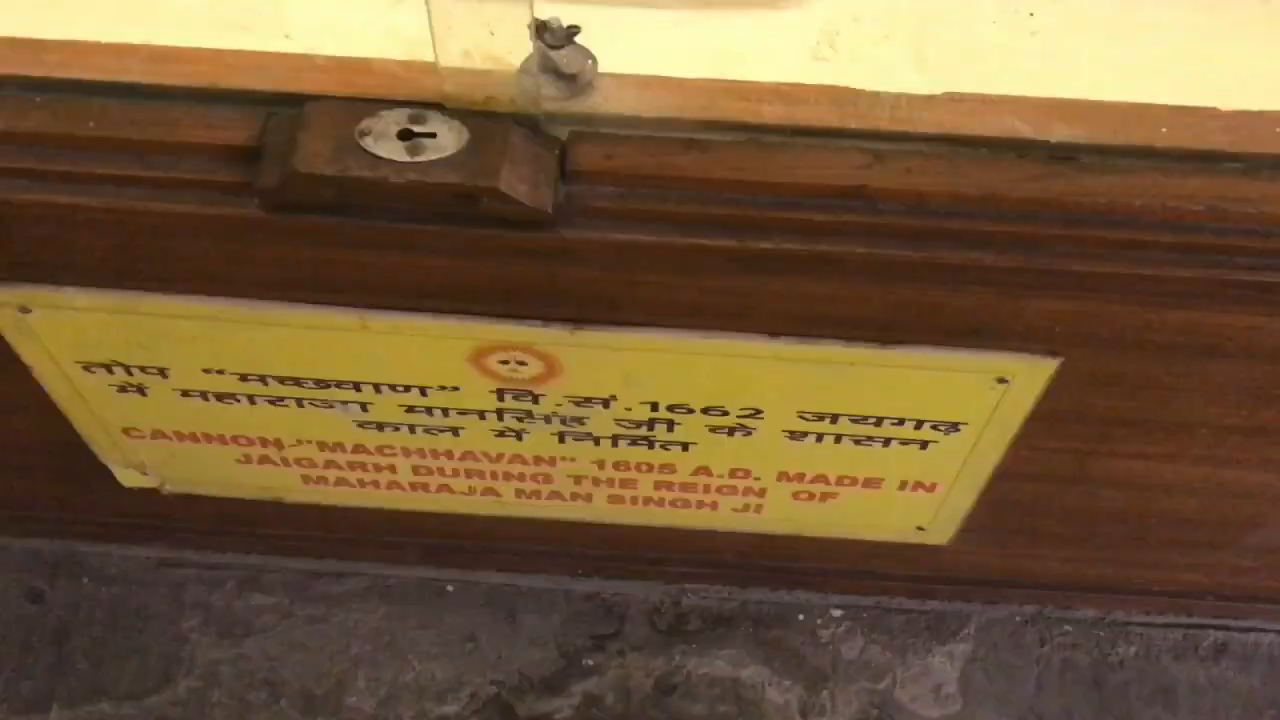 तोप “मच्छवाण” वि.सं.1662 जयगढ़
में महाराजा मानसिंह जी के शासन
काल में निर्मित
CANNON-"MACHHAVAN" 1605 A.D. MADE IN
JAIGARH DURING THE REIGN OF
MAHARAJA MAN SINGH JI